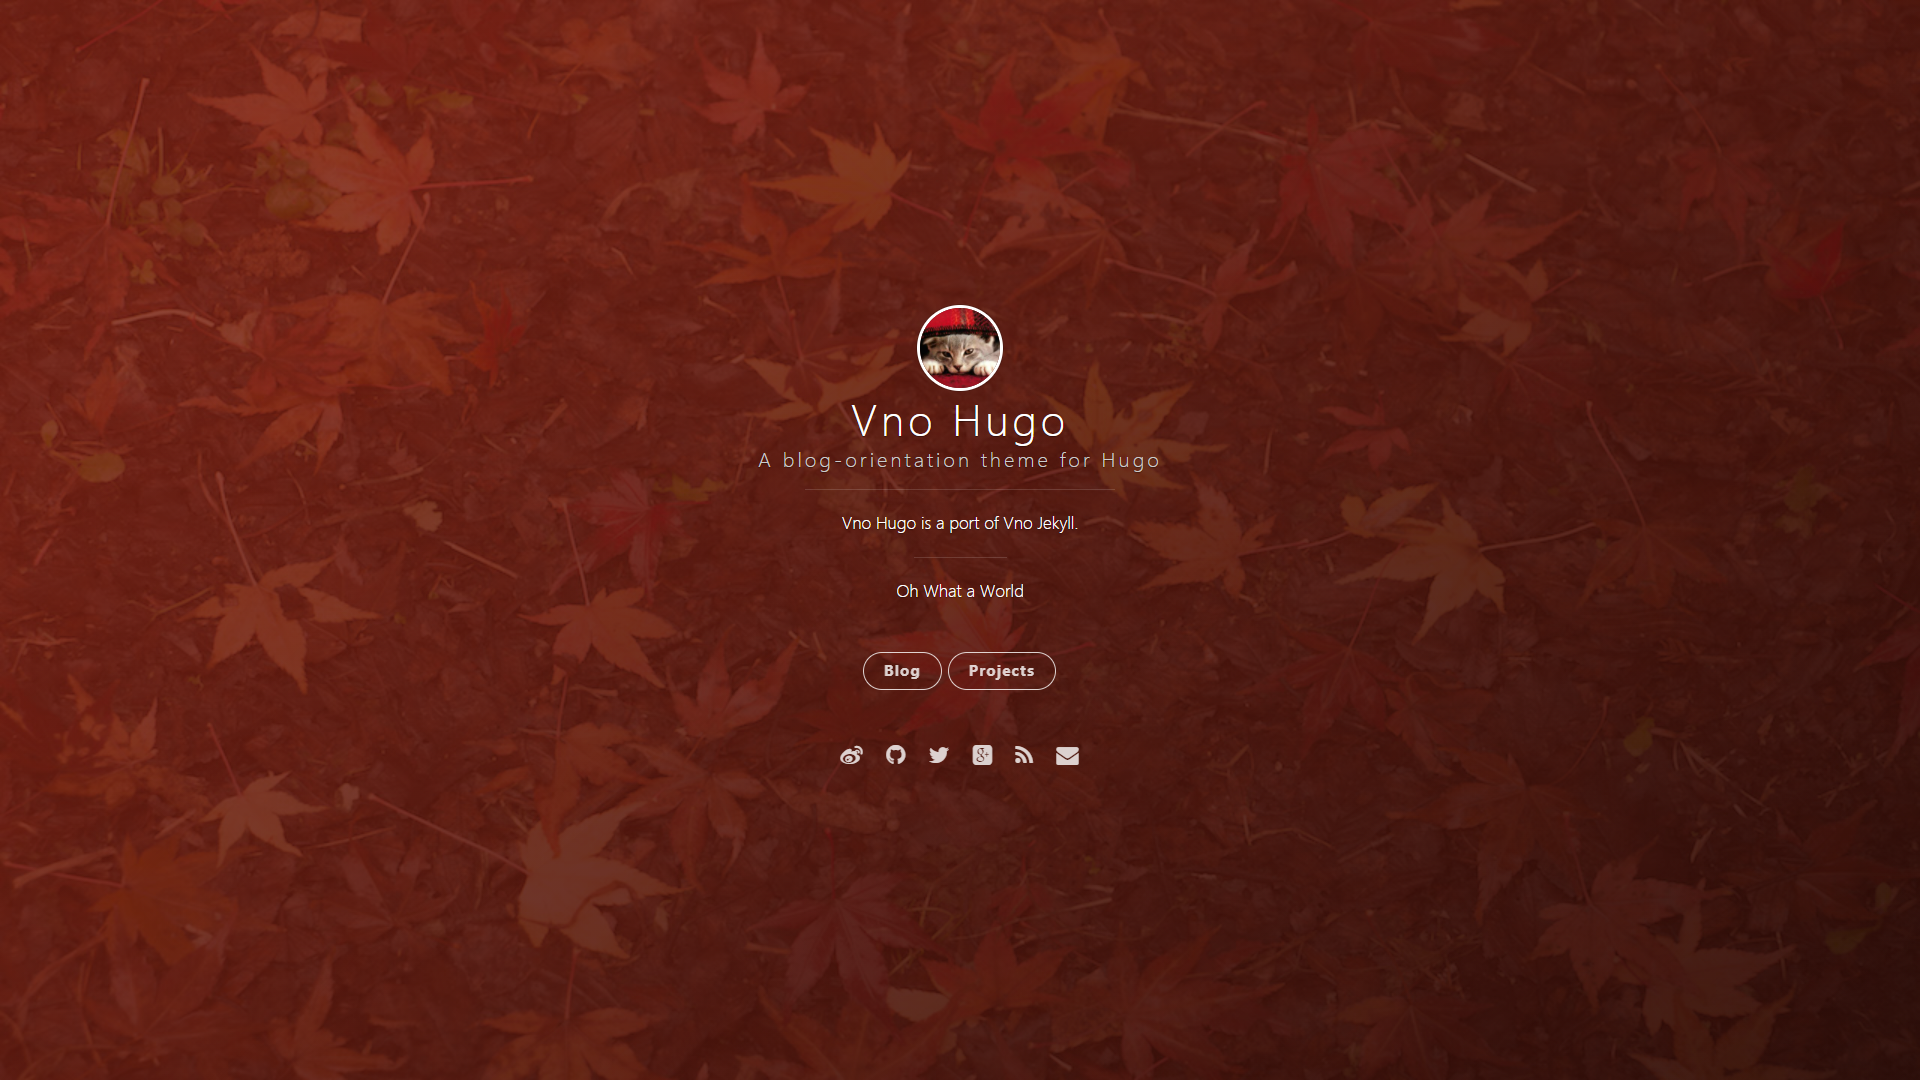 Vno Hugo
A blog-orientation theme for Hugo
Vno Hugo is a port of Vno Jekyll.
Oh What a World
Blog Projects
g+